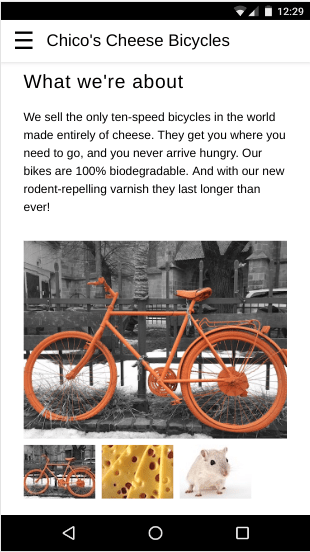 12:29
Chico's Cheese Bicycles
What we're about
We sell the only ten-speed bicycles in the world
made entirely of cheese. They get you where you
need to go, and you never arrive hungry. Our
bikes are 100% biodegradable. And with our new
rodent-repelling varnish they last longer than
ever!